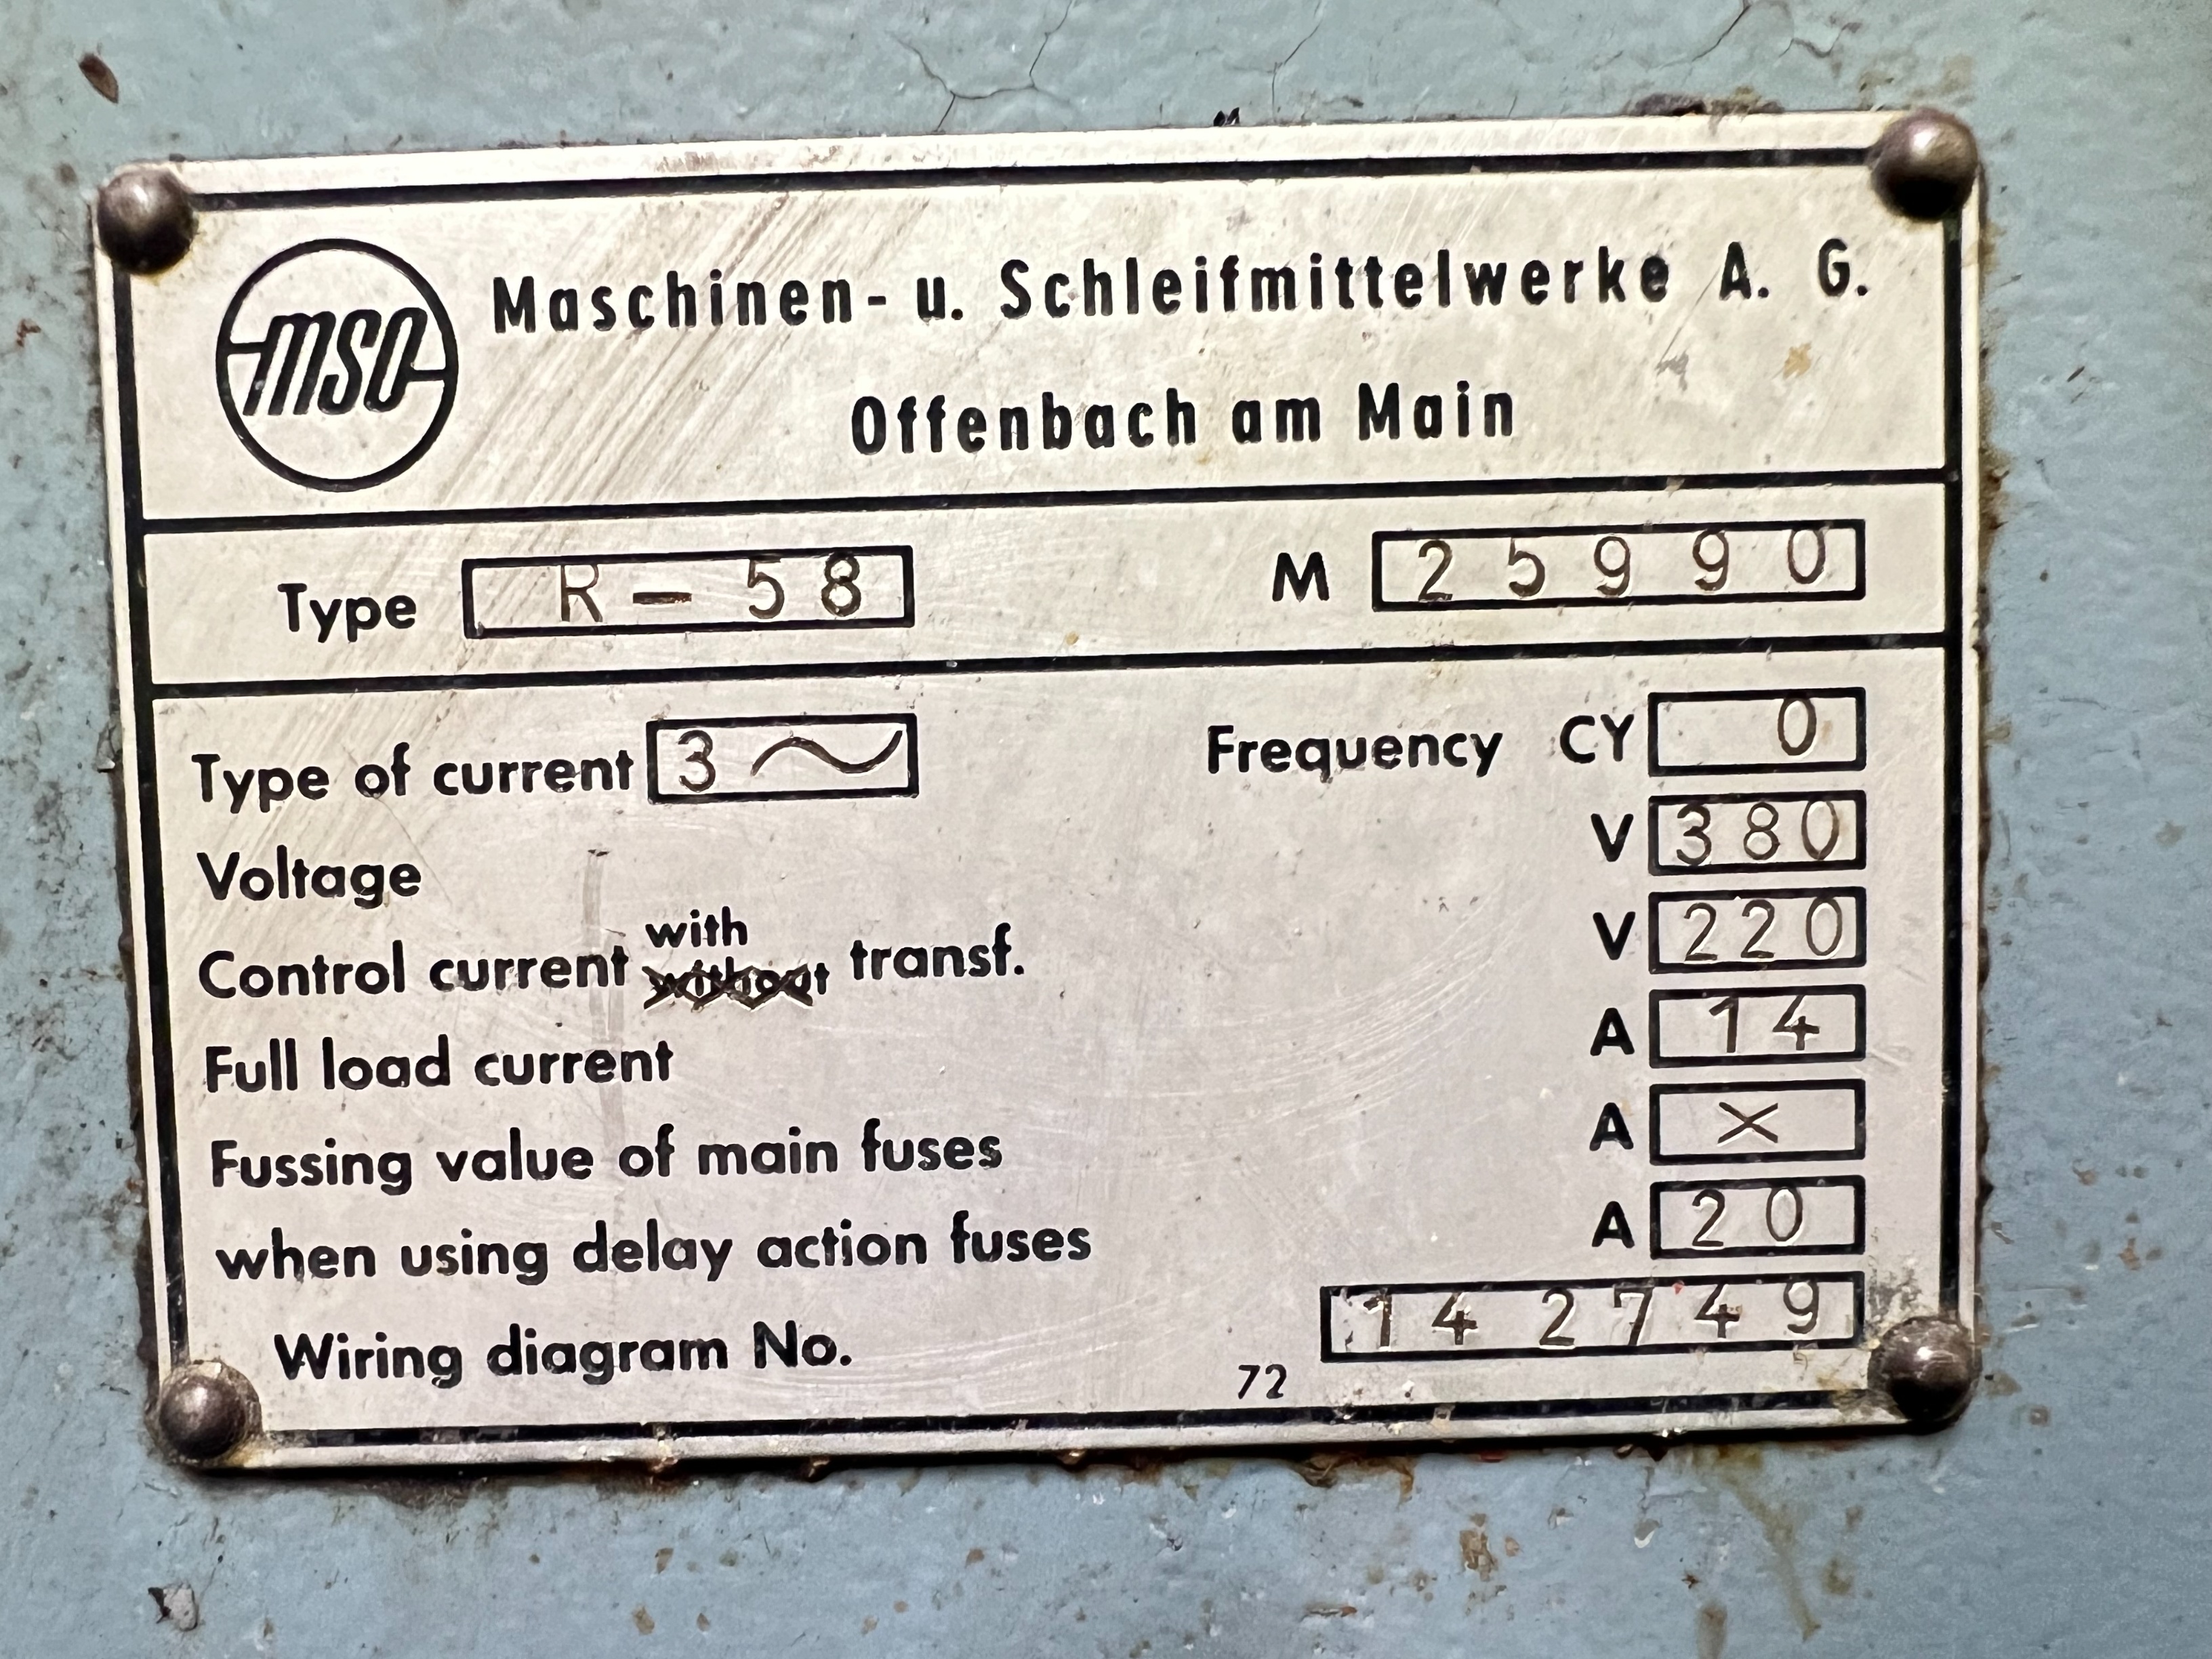 MSO Maschinen- u. Schleifmittelwerke A. G.
Offenbach am Main
Type R - 58 M 25990
Type of current 3 ~ Frequency CY 0
Voltage V 380
Control current with without transf. V 220
Full load current A 14
Fussing value of main fuses A X
when using delay action fuses A 20
Wiring diagram No. 142749
72